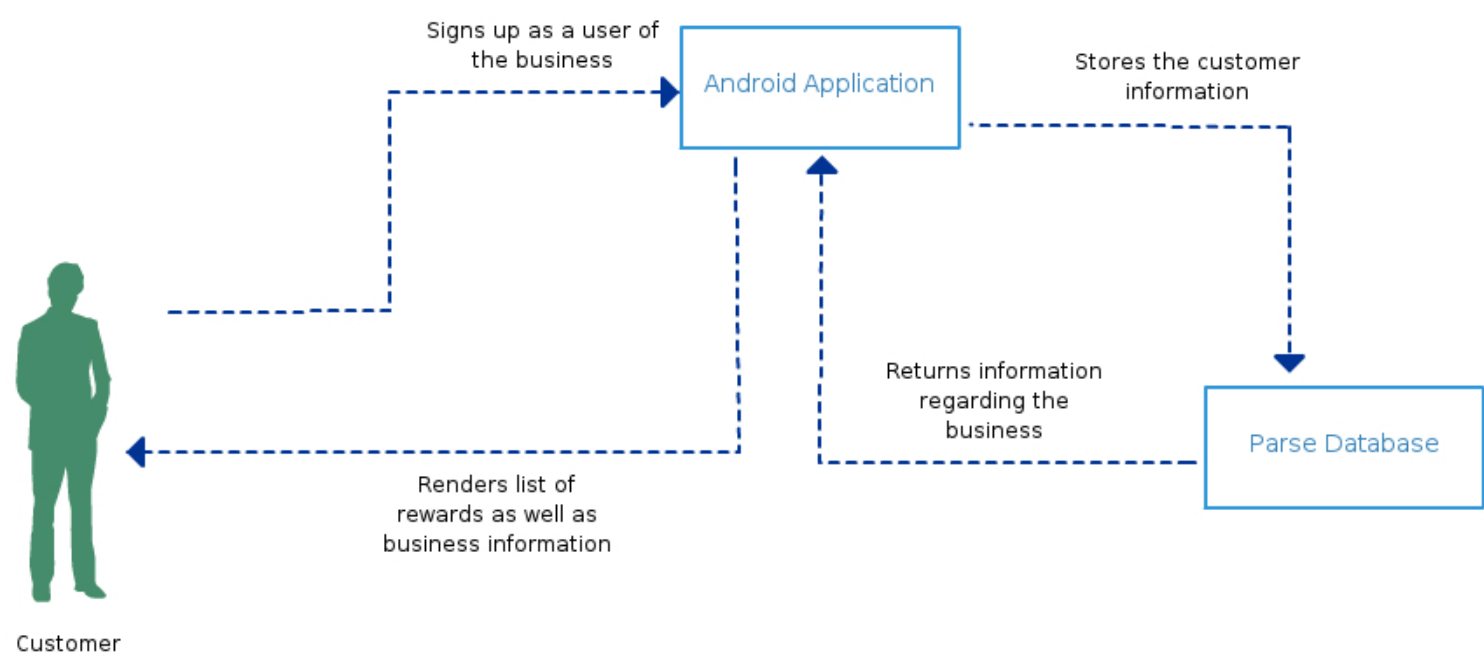 Signs up as a user of
the business
Android Application
Stores the customer
information
Returns information
regarding the
business
Parse Database
Renders list of
rewards as well as
business information
Customer